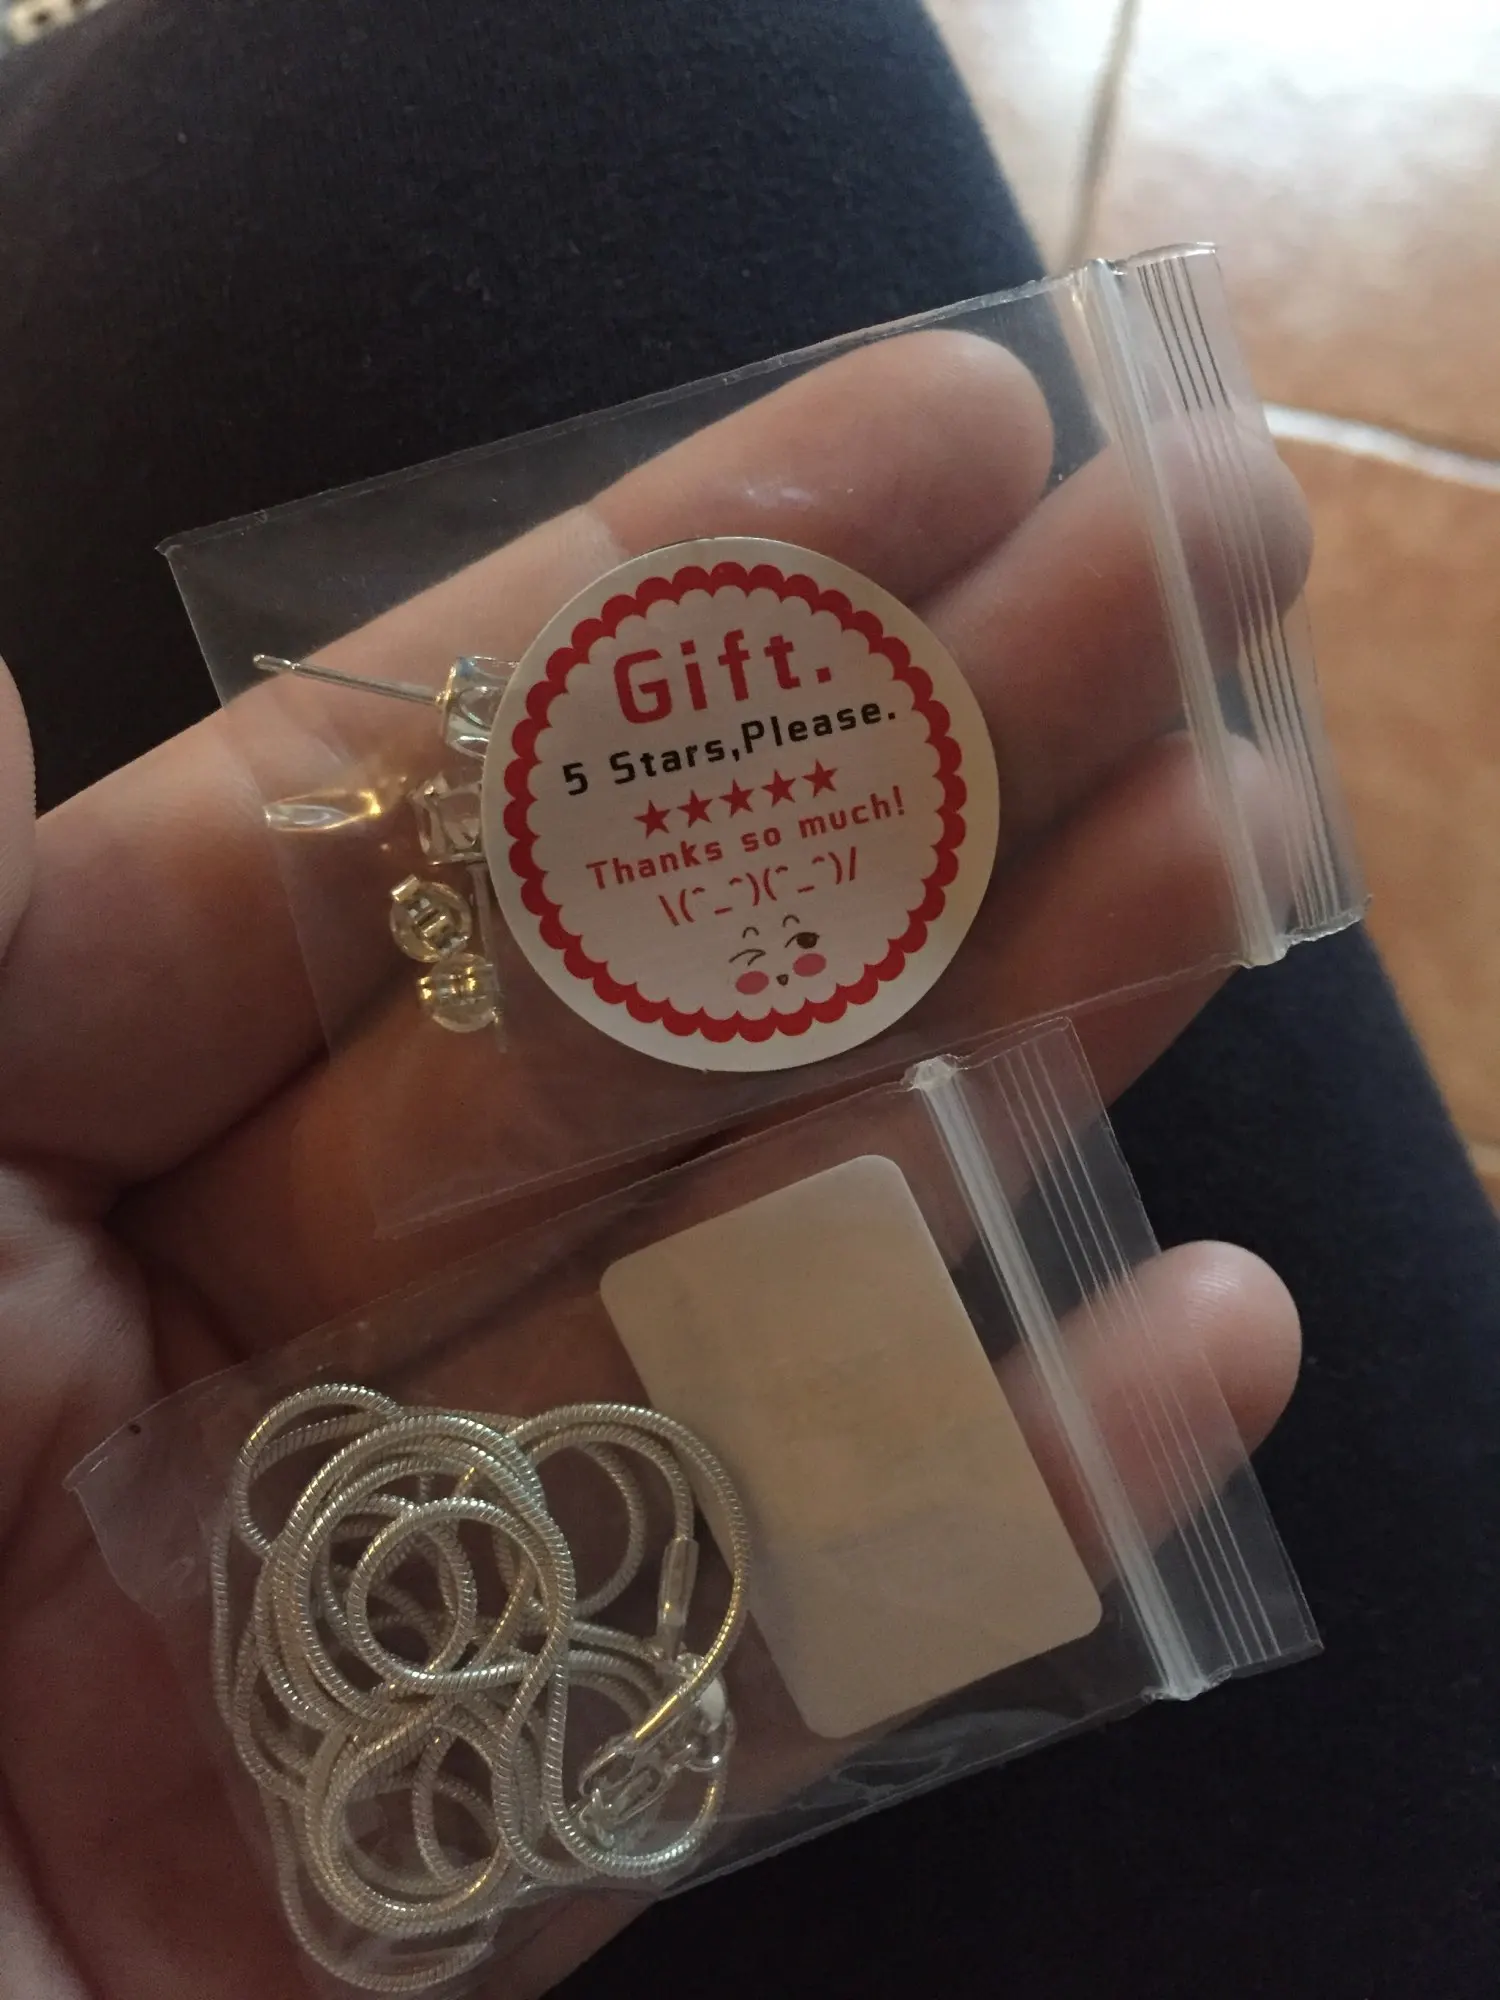 Gift.
5 Stars,Please.
★★★★★
Thanks so much!
\(^_^)(^_^)/